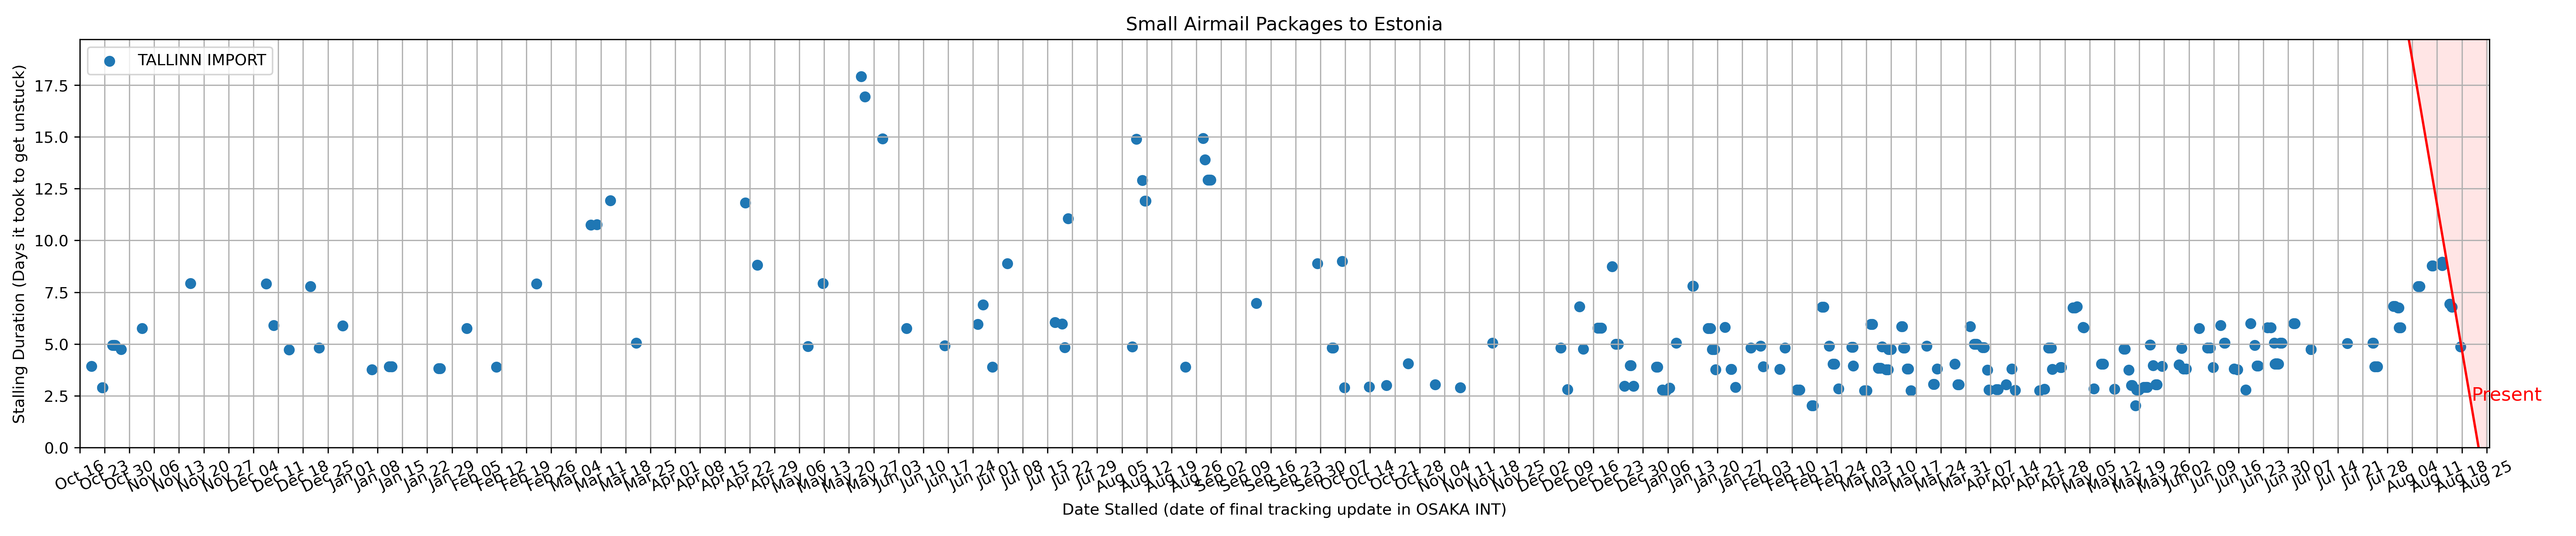 Small Airmail Packages to Estonia
TALLINN IMPORT
Stalling Duration (Days it took to get unstuck)
17.5
15.0
12.5
10.0
7.5
5.0
2.5
0.0
Present
Oct 16
Oct 23
Oct 30
Nov 06
Nov 13
Nov 20
Nov 27
Dec 04
Dec 11
Dec 18
Dec 25
Jan 01
Jan 08
Jan 15
Jan 22
Jan 29
Feb 05
Feb 12
Feb 19
Feb 26
Mar 04
Mar 11
Mar 18
Mar 25
Apr 01
Apr 08
Apr 15
Apr 22
Apr 29
May 06
May 13
May 20
May 27
Jun 03
Jun 10
Jun 17
Jun 24
Jul 01
Jul 08
Jul 15
Jul 22
Jul 29
Aug 05
Aug 12
Aug 19
Aug 26
Sep 02
Sep 09
Sep 16
Sep 23
Sep 30
Oct 07
Oct 14
Oct 21
Oct 28
Nov 04
Nov 11
Nov 18
Nov 25
Dec 02
Dec 09
Dec 16
Dec 23
Dec 30
Jan 06
Jan 13
Jan 20
Jan 27
Feb 03
Feb 10
Feb 17
Feb 24
Mar 03
Mar 10
Mar 17
Mar 24
Mar 31
Apr 07
Apr 14
Apr 21
Apr 28
May 05
May 12
May 19
May 26
Jun 02
Jun 09
Jun 16
Jun 23
Jun 30
Jul 07
Jul 14
Jul 21
Jul 28
Aug 04
Aug 11
Aug 18
Aug 25
Date Stalled (date of final tracking update in OSAKA INT)